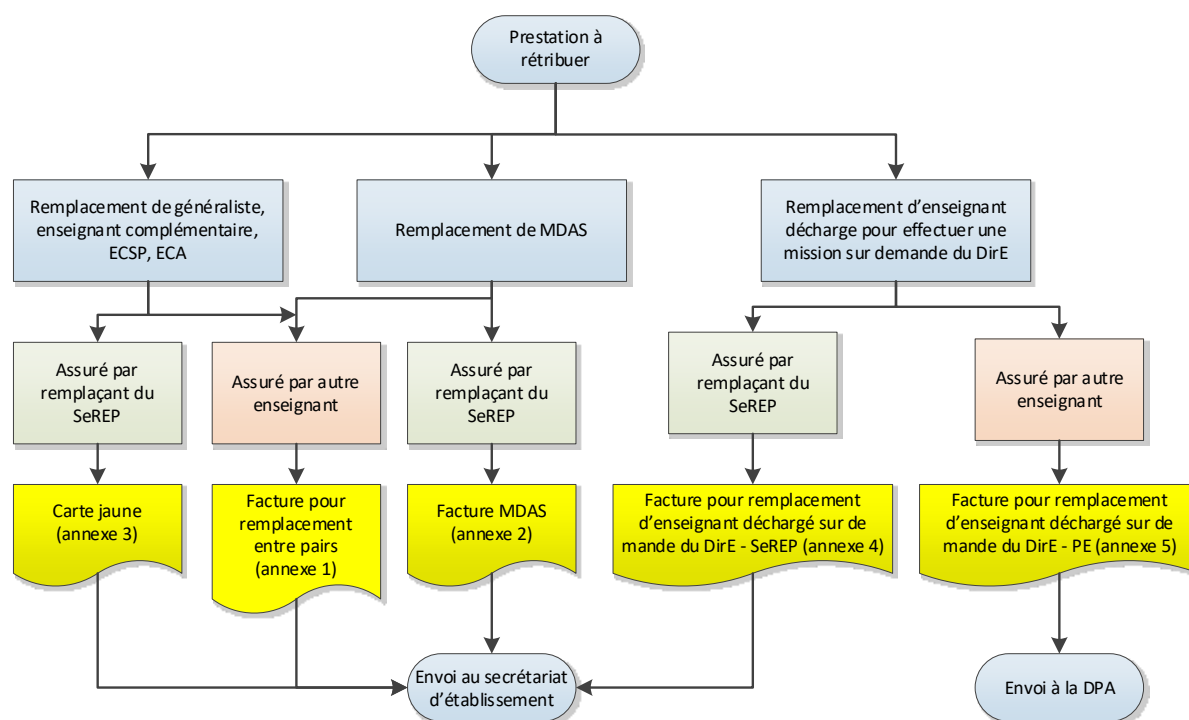 Prestation à
rétribuer
Remplacement de généraliste,
enseignant complémentaire,
ECSP, ECA
Remplacement de MDAS
Remplacement d’enseignant
décharge pour effectuer une
mission sur demande du DirE
Assuré par
remplaçant du
SeREP
Assuré par autre
enseignant
Assuré par
remplaçant du
SeREP
Assuré par
remplaçant du
SeREP
Assuré par autre
enseignant
Carte jaune
(annexe 3)
Facture pour
remplacement
entre pairs
(annexe 1)
Facture MDAS
(annexe 2)
Facture pour remplacement
d’enseignant déchargé sur de
mande du DirE - SeREP (annexe 4)
Facture pour remplacement
d’enseignant déchargé sur de
mande du DirE - PE (annexe 5)
Envoi au secrétariat
d’établissement
Envoi à la DPA